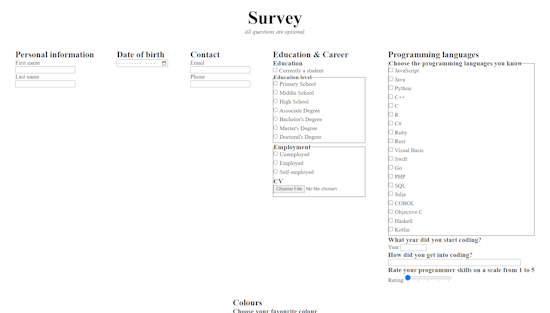 Survey
All questions are optional
Personal information
First name
Last name
Date of birth
Contact
Email
Phone
Education & Career
Education
Currently a student
Education level
Primary School
Middle School
High School
Associate Degree
Bachelor's Degree
Master's Degree
Doctoral's Degree
Employment
Unemployed
Employed
Self-employed
CV
Choose File No file chosen
Programming languages
Choose the programming languages you know
JavaScript
Java
Python
C++
C
R
C#
Ruby
Rust
Visual Basic
Swift
Go
PHP
SQL
Julia
COBOL
Objective C
Haskell
Kotlin
What year did you start coding?
Year
How did you get into coding?
Rate your programmer skills on a scale from 1 to 5
Rating
Colours
Choose your favourite colour